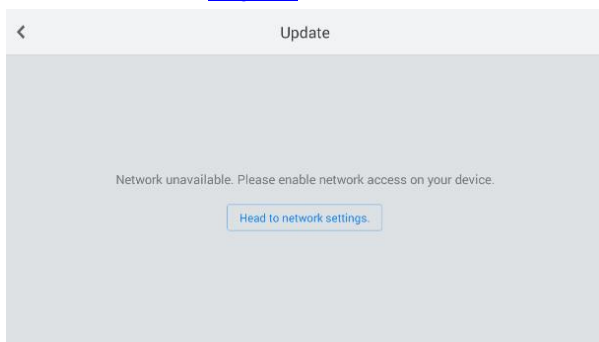 Update
Network unavailable. Please enable network access on your device.
Head to network settings.